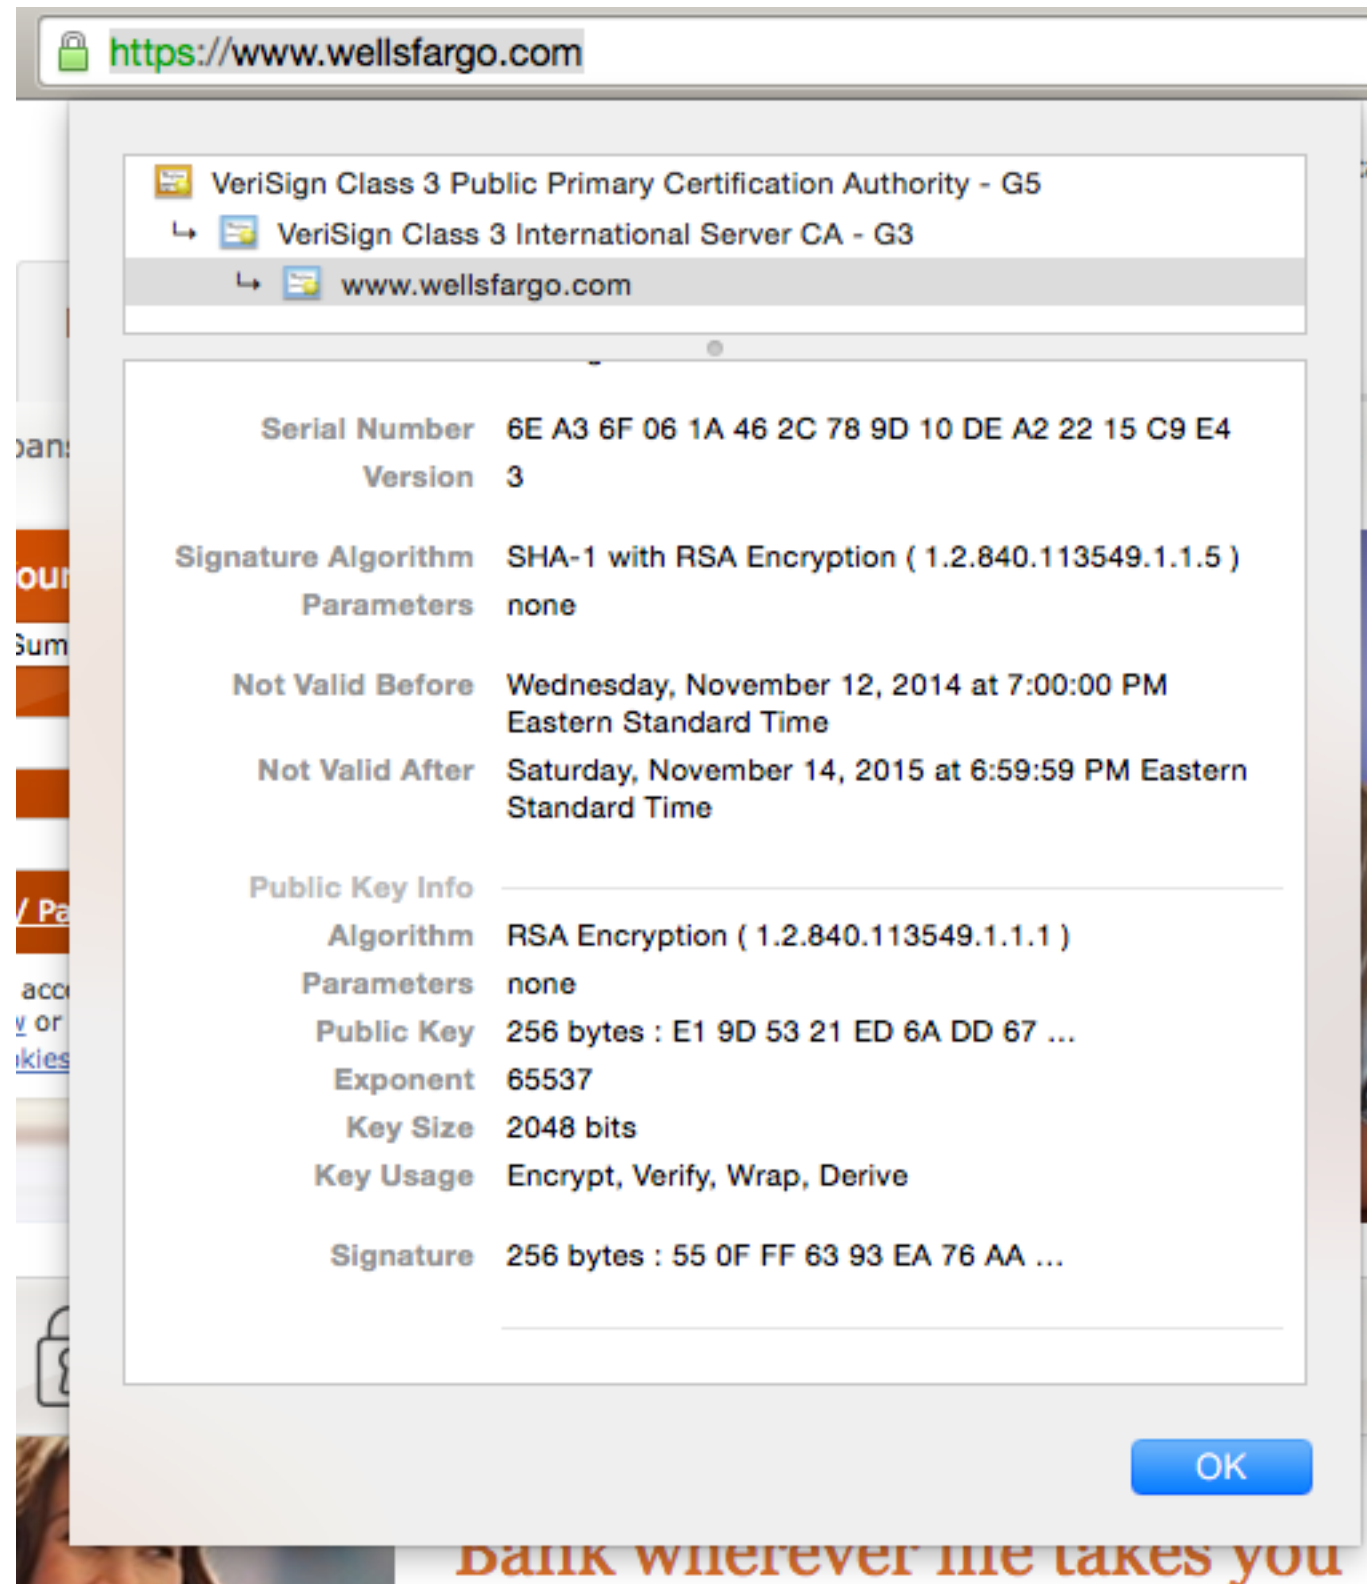 https://www.wellsfargo.com
VeriSign Class 3 Public Primary Certification Authority - G5
VeriSign Class 3 International Server CA - G3
www.wellsfargo.com
Serial Number 6E A3 6F 06 1A 46 2C 78 9D 10 DE A2 22 15 C9 E4
Version 3
Signature Algorithm SHA-1 with RSA Encryption ( 1.2.840.113549.1.1.5 )
Parameters none
Not Valid Before Wednesday, November 12, 2014 at 7:00:00 PM
Eastern Standard Time
Not Valid After Saturday, November 14, 2015 at 6:59:59 PM Eastern
Standard Time
Public Key Info
Algorithm RSA Encryption ( 1.2.840.113549.1.1.1 )
Parameters none
Public Key 256 bytes : E1 9D 53 21 ED 6A DD 67 ...
Exponent 65537
Key Size 2048 bits
Key Usage Encrypt, Verify, Wrap, Derive
Signature 256 bytes : 55 0F FF 63 93 EA 76 AA ...
or
OK
Bank wherever life takes you